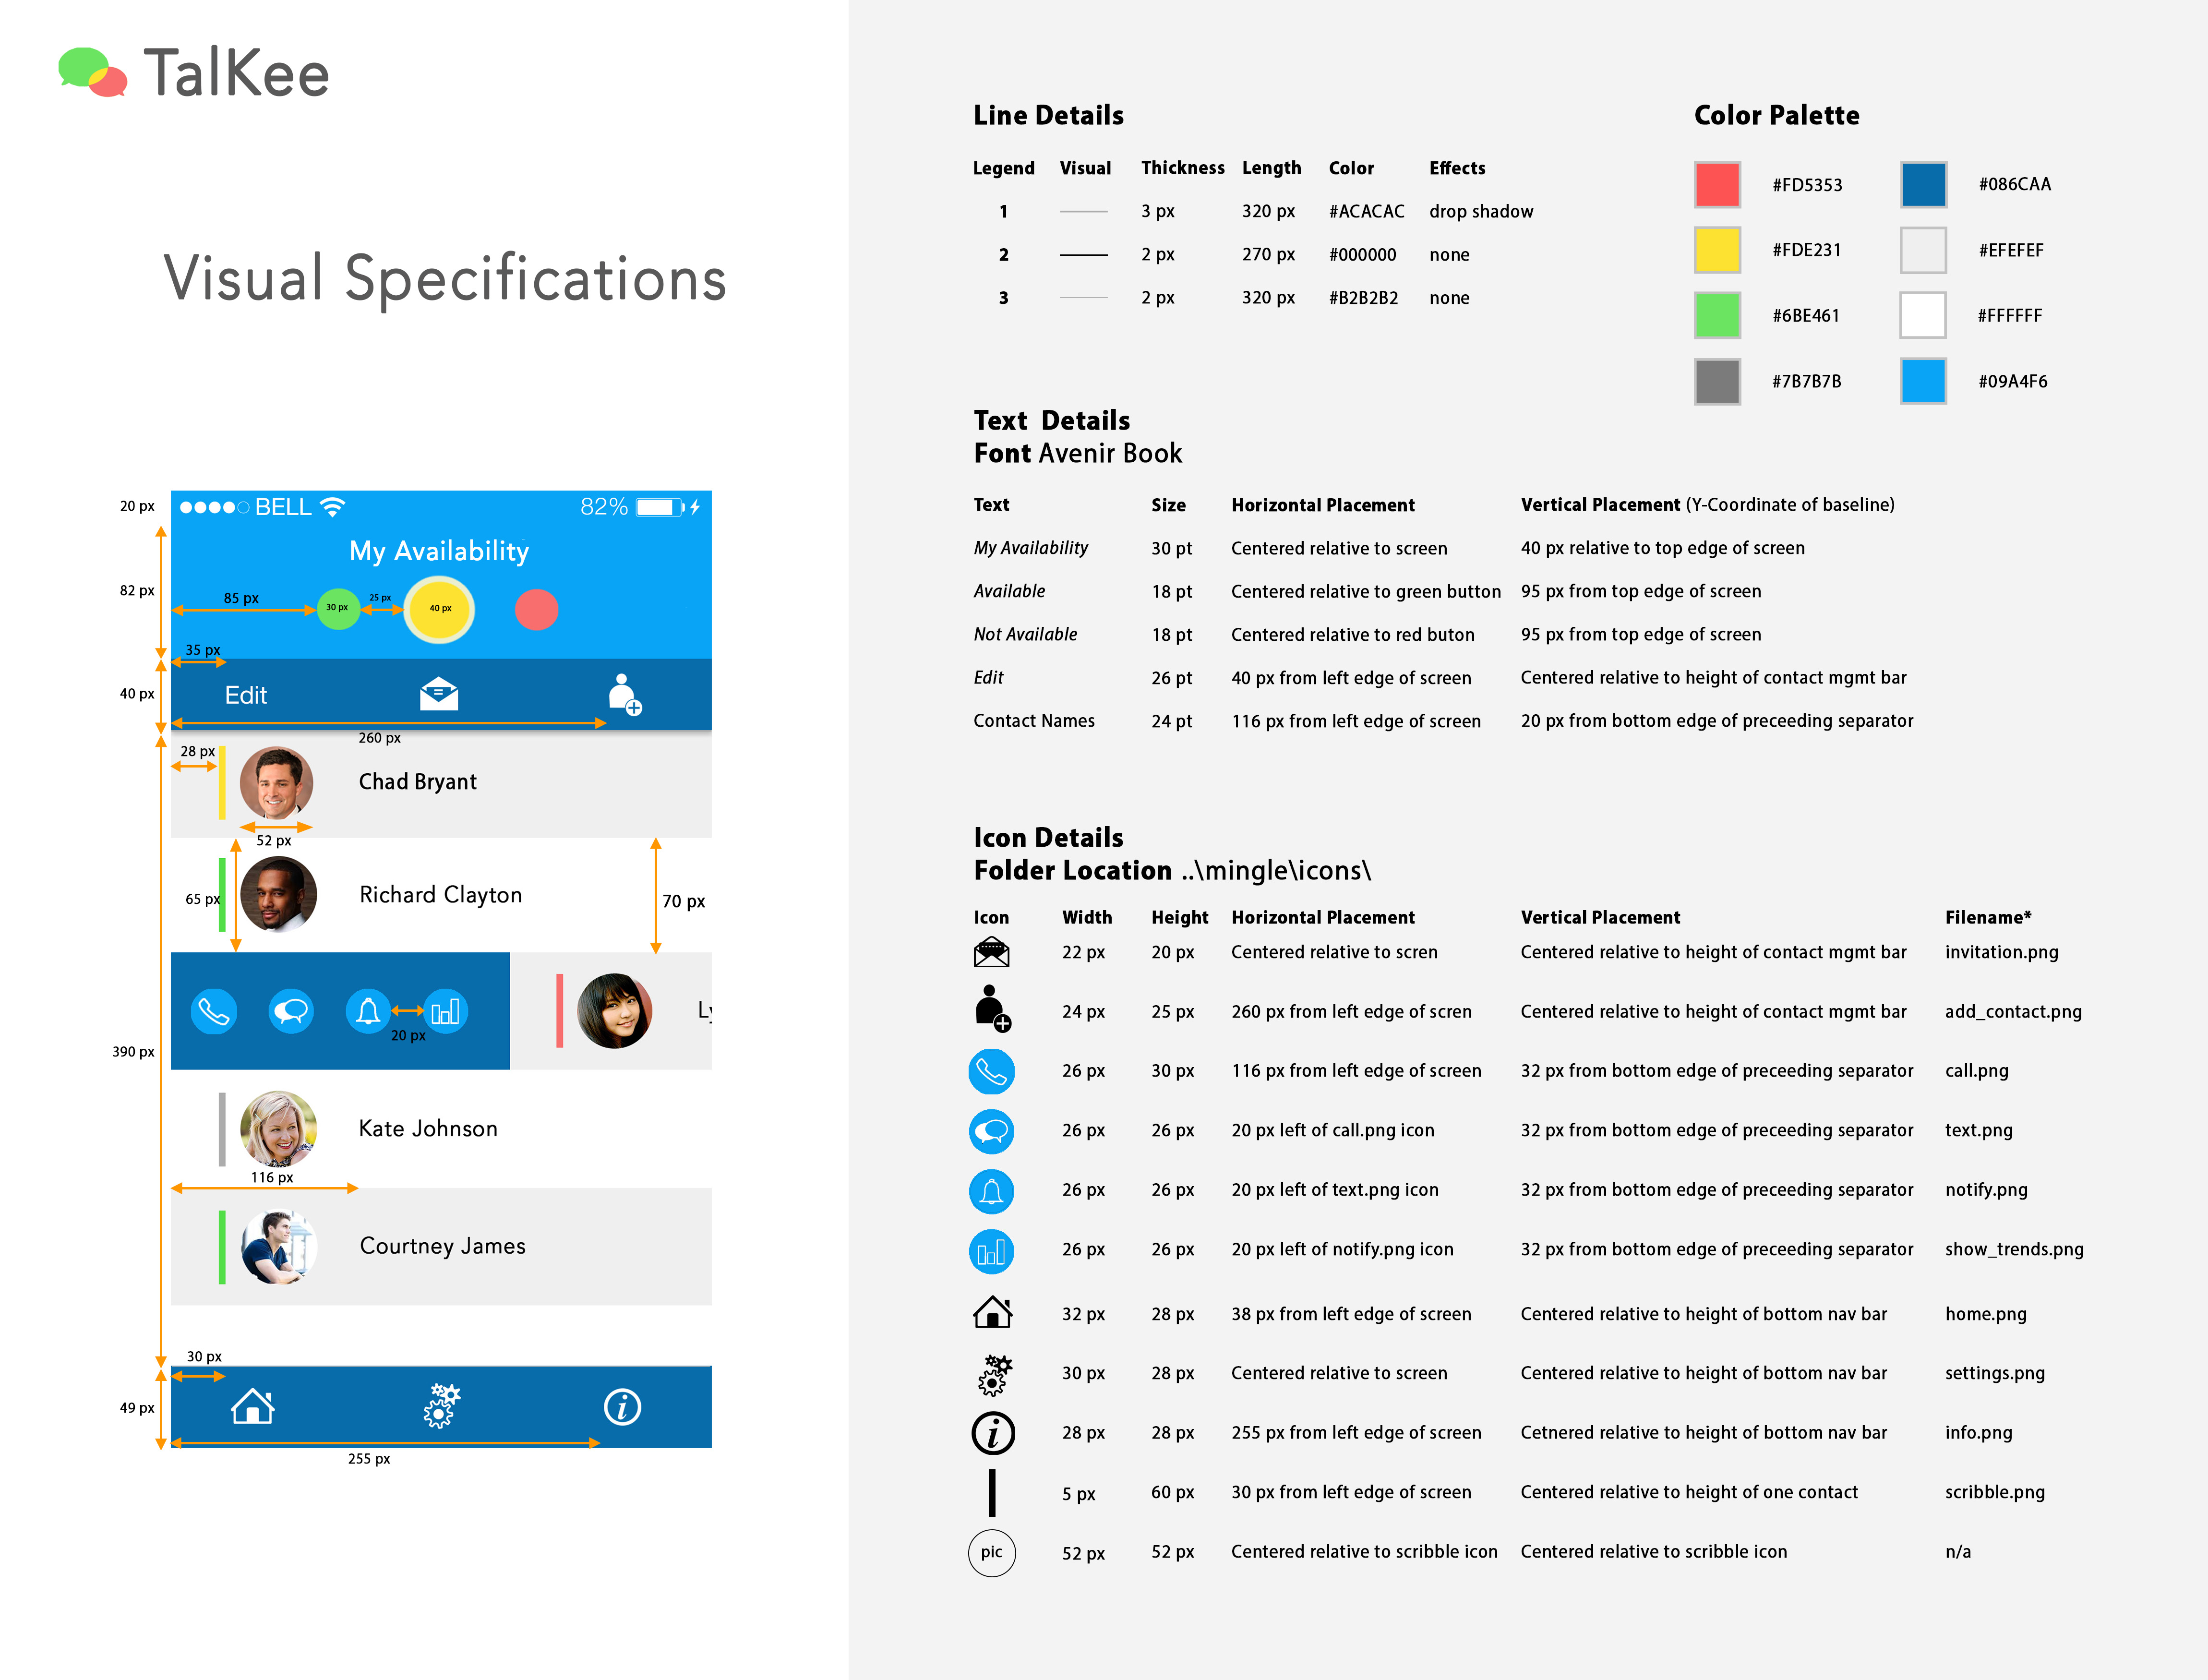 TalKee
Visual Specifications
20 px
BELL
82%
My Availability
82 px
85 px
30 px
25 px
40 px
35 px
40 px
Edit
260 px
28 px
Chad Bryant
52 px
65 px
Richard Clayton
70 px
20 px
Ly
390 px
Kate Johnson
116 px
Courtney James
30 px
49 px
255 px
Line Details
Legend Visual Thickness Length Color Effects
1 3 px 320 px #ACACAC drop shadow
2 2 px 270 px #000000 none
3 2 px 320 px #B2B2B2 none
Color Palette
#FD5353 #086CAA
#FDE231 #EFEFEF
#6BE461 #FFFFFF
#7B7B7B #09A4F6
Text Details
Font Avenir Book
Text Size Horizontal Placement Vertical Placement (Y-Coordinate of baseline)
My Availability 30 pt Centered relative to screen 40 px relative to top edge of screen
Available 18 pt Centered relative to green button 95 px from top edge of screen
Not Available 18 pt Centered relative to red buton 95 px from top edge of screen
Edit 26 pt 40 px from left edge of screen Centered relative to height of contact mgmt bar
Contact Names 24 pt 116 px from left edge of screen 20 px from bottom edge of preceeding separator
Icon Details
Folder Location ..\mingle\icons\
Icon Width Height Horizontal Placement Vertical Placement Filename*
22 px 20 px Centered relative to scren Centered relative to height of contact mgmt bar invitation.png
24 px 25 px 260 px from left edge of scren Centered relative to height of contact mgmt bar add_contact.png
26 px 30 px 116 px from left edge of screen 32 px from bottom edge of preceeding separator call.png
26 px 26 px 20 px left of call.png icon 32 px from bottom edge of preceeding separator text.png
26 px 26 px 20 px left of text.png icon 32 px from bottom edge of preceeding separator notify.png
26 px 26 px 20 px left of notify.png icon 32 px from bottom edge of preceeding separator show_trends.png
32 px 28 px 38 px from left edge of screen Centered relative to height of bottom nav bar home.png
30 px 28 px Centered relative to screen Centered relative to height of bottom nav bar settings.png
28 px 28 px 255 px from left edge of screen Cetnered relative to height of bottom nav bar info.png
5 px 60 px 30 px from left edge of screen Centered relative to height of one contact scribble.png
pic 52 px 52 px Centered relative to scribble icon Centered relative to scribble icon n/a